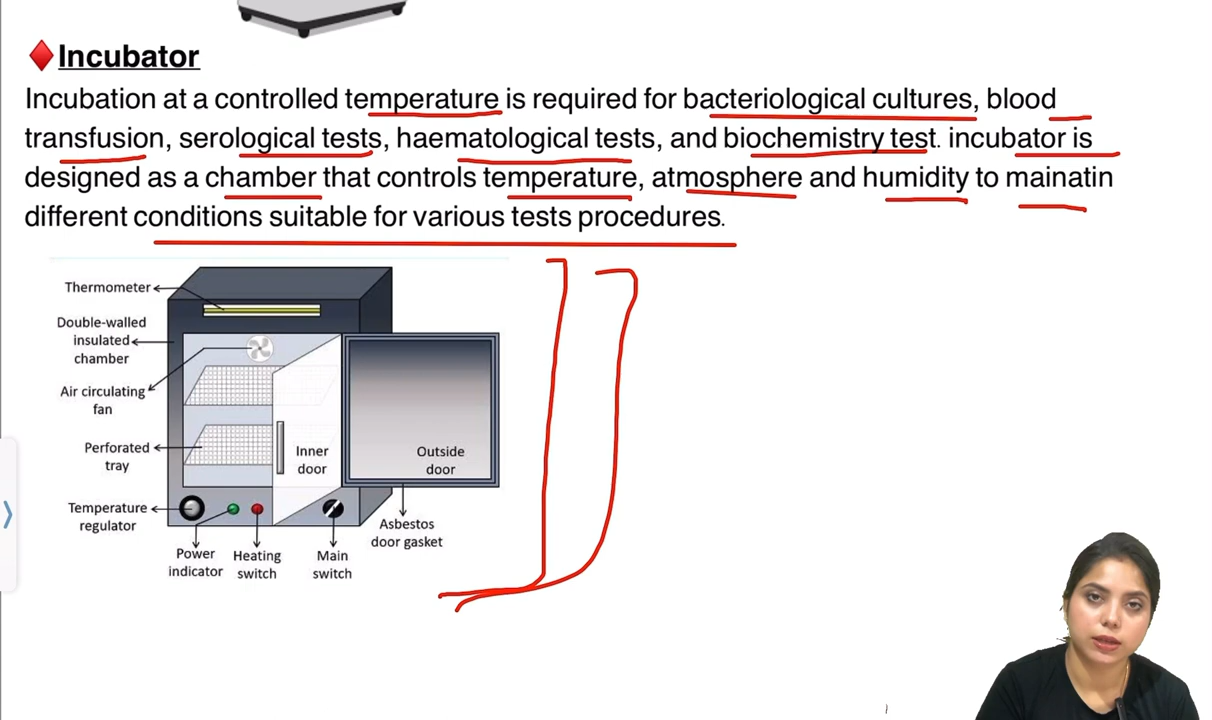 Incubator
Incubation at a controlled temperature is required for bacteriological cultures, blood
transfusion, serological tests, haematological tests, and biochemistry test. incubator is
designed as a chamber that controls temperature, atmosphere and humidity to mainatin
different conditions suitable for various tests procedures.
Thermometer
Double-walled
insulated
chamber
Air circulating
fan
Perforated
tray
Temperature
regulator
Power
indicator
Heating
switch
Main
switch
Inner
door
Outside
door
Asbestos
door gasket